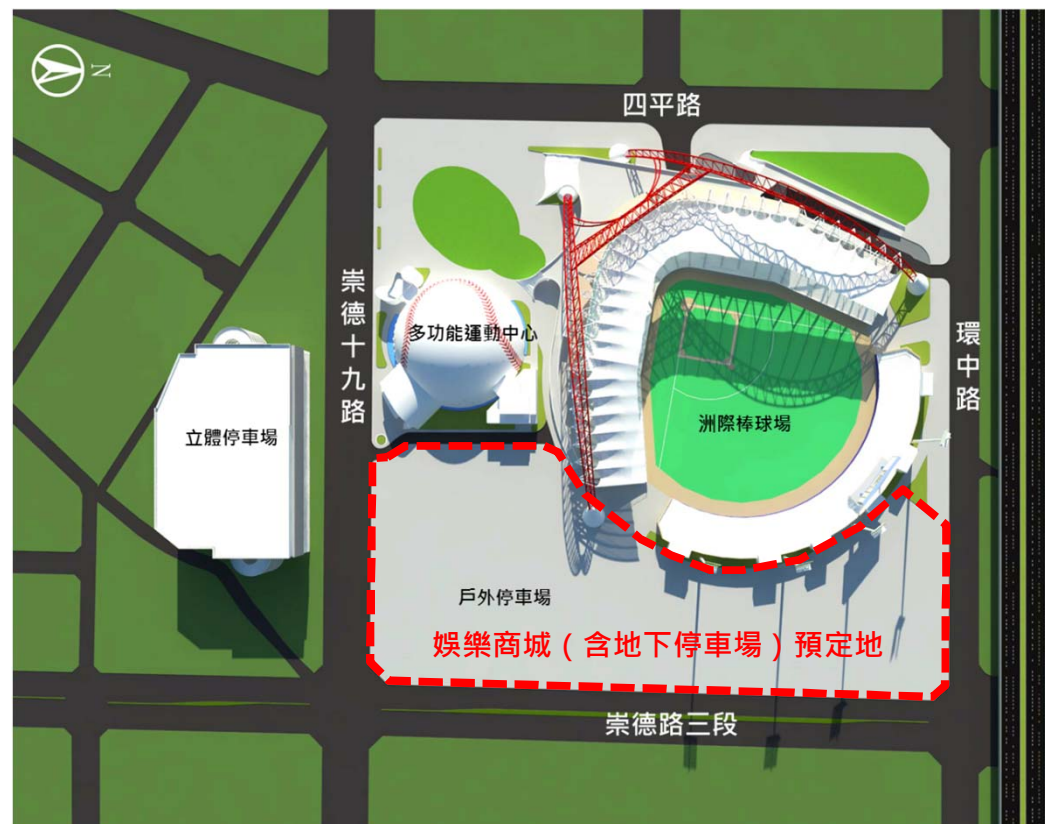 N
四平路
崇德十九路
多功能運動中心
環中路
洲際棒球場
立體停車場
戶外停車場
娛樂商城（含地下停車場）預定地
崇德路三段